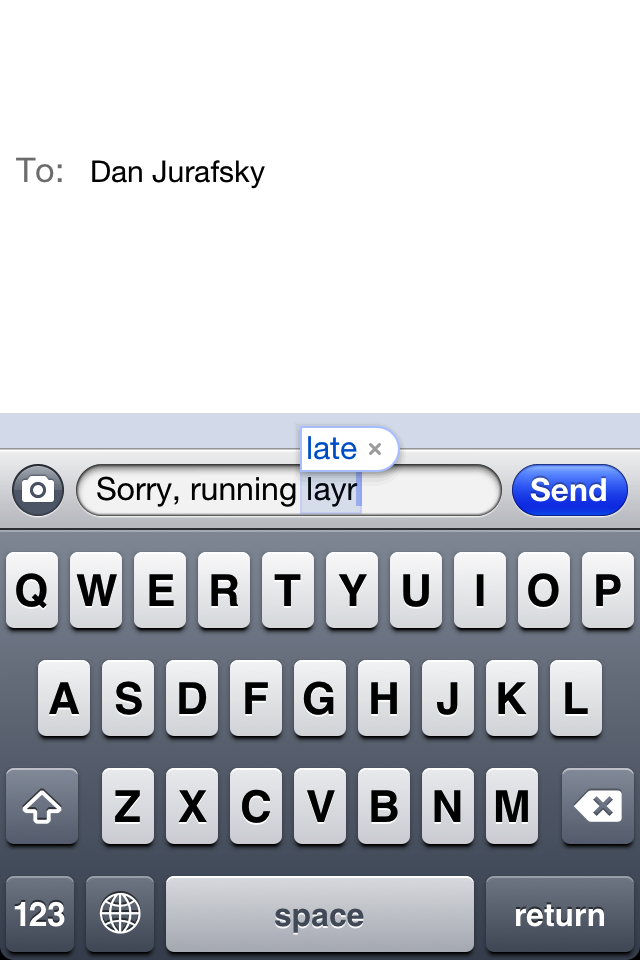 To: Dan Jurafsky
late ×
Sorry, running layr
Send
Q W E R T Y U I O P
A S D F G H J K L
Z X C V B N M
123 space return